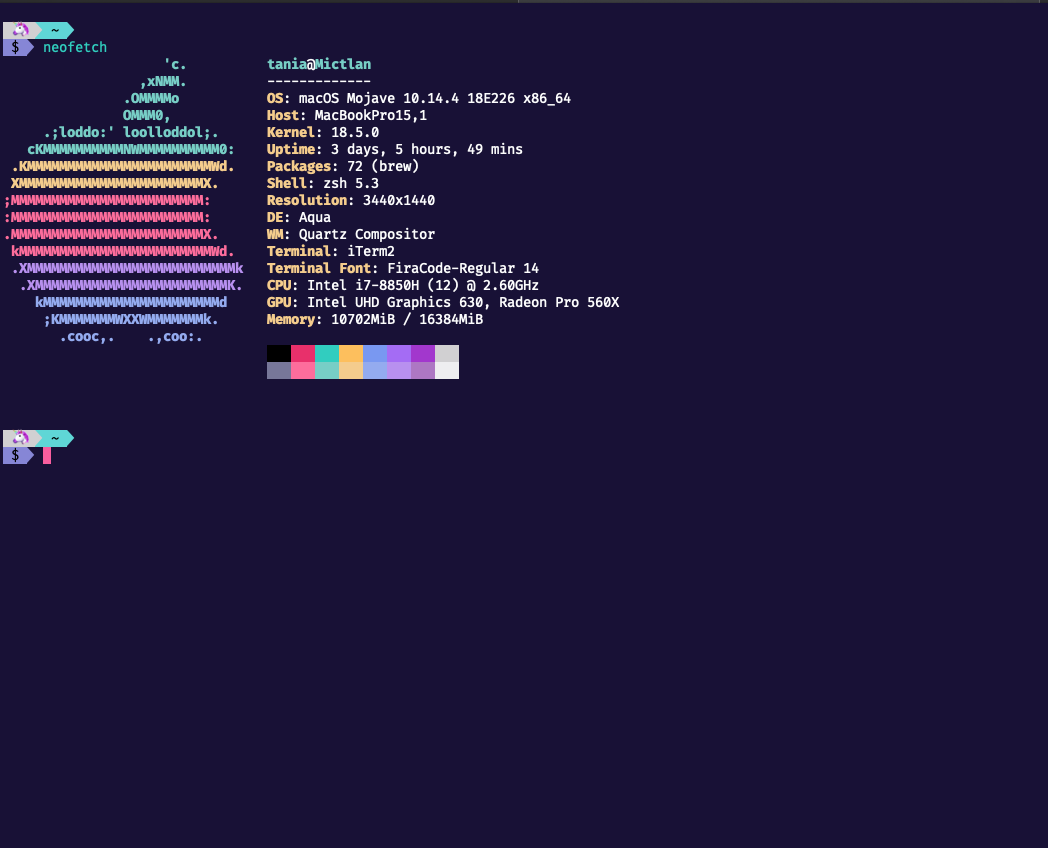 ~
$ neofetch
'c.
,xNMM.
.OMMMMo
OMMM0,
.;loddo:' loolloddol;.
cKMMMMMMMMMMNWMMMMMMMMMM0:
.KMMMMMMMMMMMMMMMMMMMMMMMWd.
XMMMMMMMMMMMMMMMMMMMMMMMX.
;MMMMMMMMMMMMMMMMMMMMMMMM:
:MMMMMMMMMMMMMMMMMMMMMMMM:
.MMMMMMMMMMMMMMMMMMMMMMMMX.
kMMMMMMMMMMMMMMMMMMMMMMMMWd.
.XMMMMMMMMMMMMMMMMMMMMMMMMMMk
.XMMMMMMMMMMMMMMMMMMMMMMMMK.
kMMMMMMMMMMMMMMMMMMMMMMd
;KMMMMMMMWXXWMMMMMMMk.
.cooc,. .,coo:.
tania@Mictlan
-------------
OS: macOS Mojave 10.14.4 18E226 x86_64
Host: MacBookPro15,1
Kernel: 18.5.0
Uptime: 3 days, 5 hours, 49 mins
Packages: 72 (brew)
Shell: zsh 5.3
Resolution: 3440x1440
DE: Aqua
WM: Quartz Compositor
Terminal: iTerm2
Terminal Font: FiraCode-Regular 14
CPU: Intel i7-8850H (12) @ 2.60GHz
GPU: Intel UHD Graphics 630, Radeon Pro 560X
Memory: 10702MiB / 16384MiB
~
$